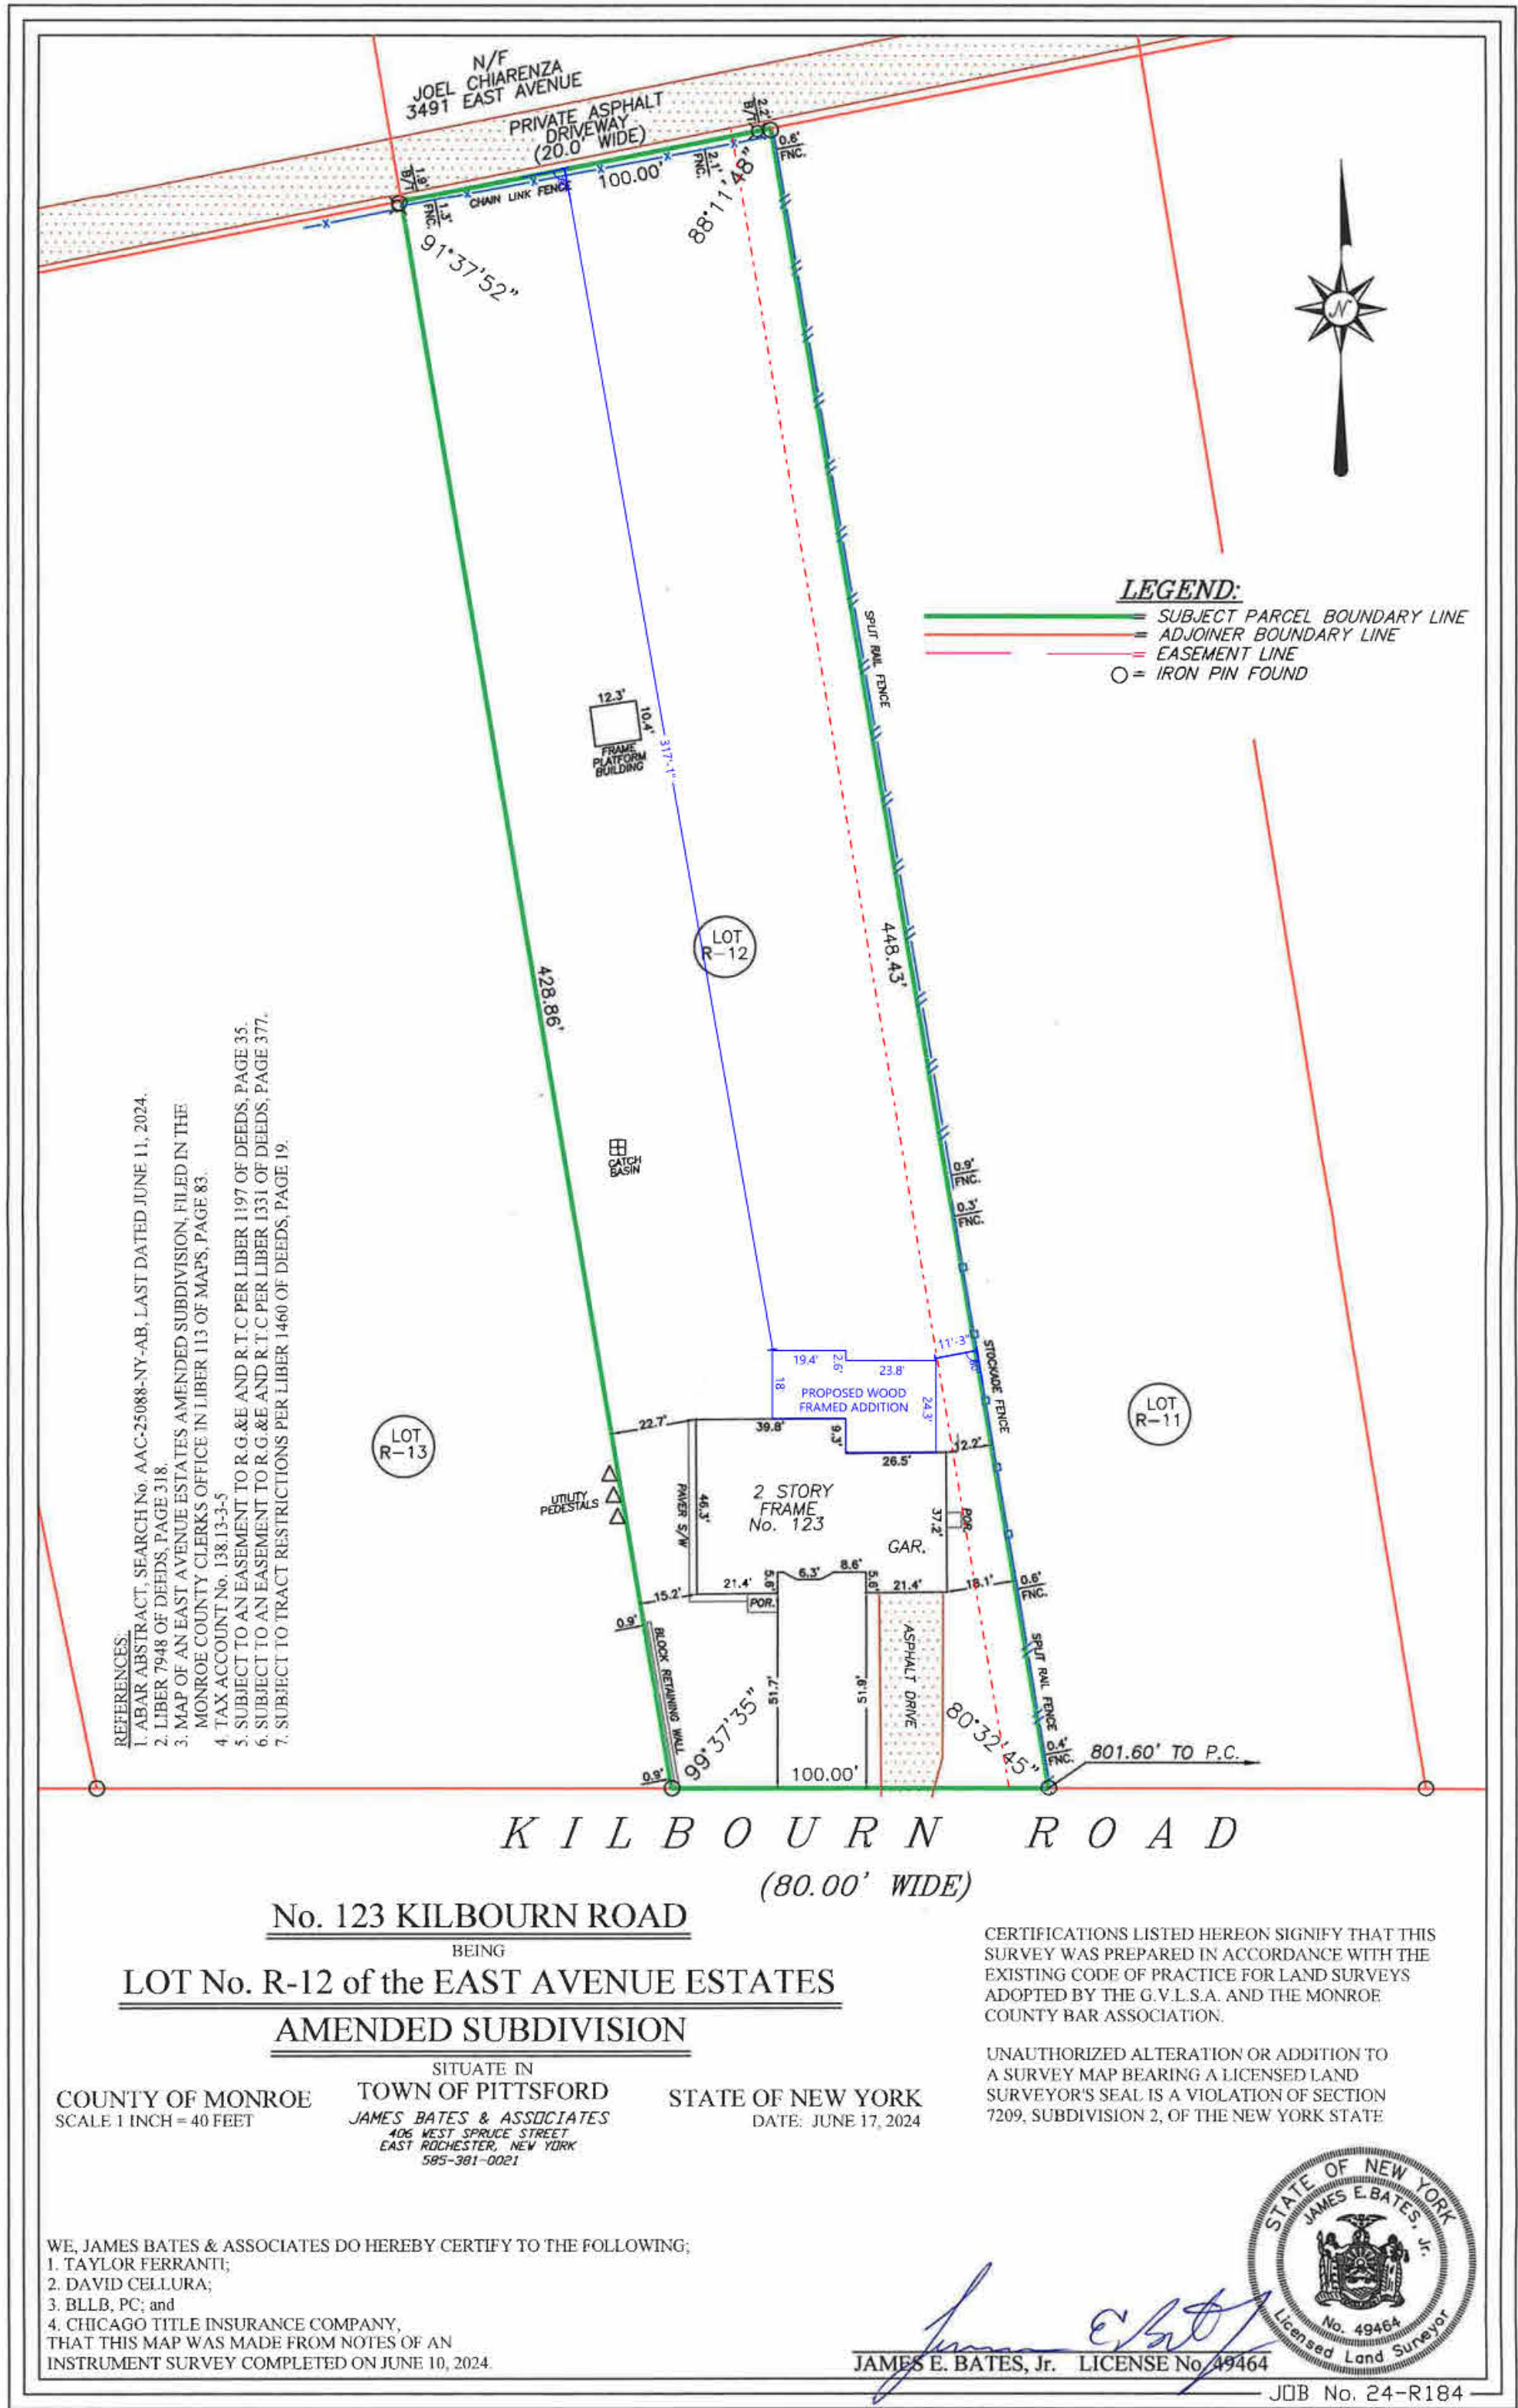 N/F
JOEL CHIARENZA
3491 EAST AVENUE
PRIVATE ASPHALT
DRIVEWAY
(20.0' WIDE)
2.2'
B/T
0.6'
FNC.
1.9'
B/T
1.3'
FNC.
CHAIN LINK FENCE
100.00'
2.1'
FNC.
88°11'48"
91°37'52"
N
LEGEND:
= SUBJECT PARCEL BOUNDARY LINE
= ADJOINER BOUNDARY LINE
= EASEMENT LINE
= IRON PIN FOUND
SPLIT RAIL FENCE
12.3'
10.4'
FRAME
PLATFORM
BUILDING
317'-1"
LOT
R-12
448.43'
428.86'
CATCH
BASIN
0.9'
FNC.
0.3'
FNC.
REFERENCES:
1. ABAR ABSTRACT, SEARCH No. AAC-25088-NY-AB, LAST DATED JUNE 11, 2024.
2. LIBER 7948 OF DEEDS, PAGE 318.
3. MAP OF AN EAST AVENUE ESTATES AMENDED SUBDIVISION, FILED IN THE
MONROE COUNTY CLERKS OFFICE IN LIBER 113 OF MAPS, PAGE 83.
4. TAX ACCOUNT No. 138.13-3-5
5. SUBJECT TO AN EASEMENT TO R.G.&E AND R.T.C PER LIBER 1197 OF DEEDS, PAGE 35.
6. SUBJECT TO AN EASEMENT TO R.G.&E AND R.T.C PER LIBER 1331 OF DEEDS, PAGE 377.
7. SUBJECT TO TRACT RESTRICTIONS PER LIBER 1460 OF DEEDS, PAGE 19.
11'-3"
STOCKADE FENCE
19.4'
2.6'
23.8'
18'
PROPOSED WOOD
FRAMED ADDITION
24.3'
LOT
R-11
LOT
R-13
22.7'
39.8'
9.3'
26.5'
12.2'
UTILITY
PEDESTALS
PAVER S/W
46.3'
2 STORY
FRAME
No. 123
37.2'
POR.
GAR.
15.2'
21.4'
5.6'
6.3'
8.6'
5.6'
21.4'
18.1'
0.6'
FNC.
POR.
0.9'
BLOCK RETAINING WALL
51.7'
51.9'
ASPHALT DRIVE
SPLIT RAIL FENCE
99°37'35"
80°32'45"
0.4'
FNC.
801.60' TO P.C.
0.9'
100.00'
KILBOURN ROAD
(80.00' WIDE)
No. 123 KILBOURN ROAD
BEING
LOT No. R-12 of the EAST AVENUE ESTATES
AMENDED SUBDIVISION
SITUATE IN
COUNTY OF MONROE TOWN OF PITTSFORD STATE OF NEW YORK
SCALE 1 INCH = 40 FEET JAMES BATES & ASSOCIATES DATE: JUNE 17, 2024
406 WEST SPRUCE STREET
EAST ROCHESTER, NEW YORK
585-381-0021
CERTIFICATIONS LISTED HEREON SIGNIFY THAT THIS
SURVEY WAS PREPARED IN ACCORDANCE WITH THE
EXISTING CODE OF PRACTICE FOR LAND SURVEYS
ADOPTED BY THE G.V.L.S.A. AND THE MONROE
COUNTY BAR ASSOCIATION.
UNAUTHORIZED ALTERATION OR ADDITION TO
A SURVEY MAP BEARING A LICENSED LAND
SURVEYOR'S SEAL IS A VIOLATION OF SECTION
7209, SUBDIVISION 2, OF THE NEW YORK STATE
WE, JAMES BATES & ASSOCIATES DO HEREBY CERTIFY TO THE FOLLOWING;
1. TAYLOR FERRANTI;
2. DAVID CELLURA;
3. BLLB, PC; and
4. CHICAGO TITLE INSURANCE COMPANY,
THAT THIS MAP WAS MADE FROM NOTES OF AN
INSTRUMENT SURVEY COMPLETED ON JUNE 10, 2024.
STATE OF NEW YORK
JAMES E. BATES, Jr.
No. 49464
Licensed Land Surveyor
JAMES E. BATES, Jr. LICENSE No. 49464
JOB No. 24-R184